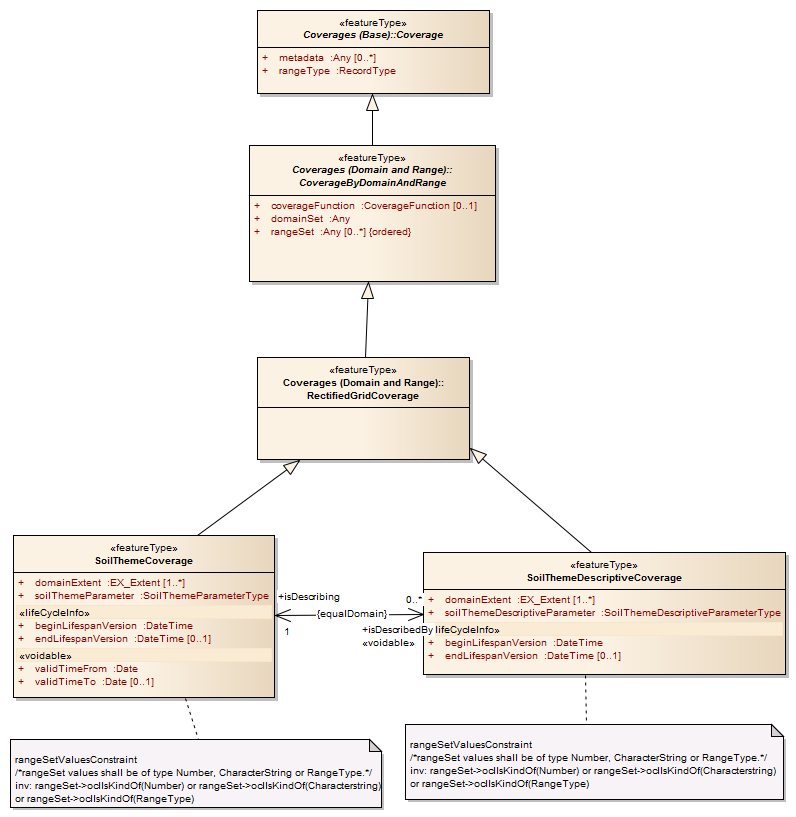 «featureType»
Coverages (Base)::Coverage
+ metadata :Any [0..*]
+ rangeType :RecordType
«featureType»
Coverages (Domain and Range)::
CoverageByDomainAndRange
+ coverageFunction :CoverageFunction [0..1]
+ domainSet :Any
+ rangeSet :Any [0..*] {ordered}
«featureType»
Coverages (Domain and Range)::
RectifiedGridCoverage
«featureType»
SoilThemeCoverage
+ domainExtent :EX_Extent [1..*]
+ soilThemeParameter :SoilThemeParameterType
«lifeCycleInfo»
+ beginLifespanVersion :DateTime
+ endLifespanVersion :DateTime [0..1]
«voidable»
+ validTimeFrom :Date
+ validTimeTo :Date [0..1]
+isDescribing
1
{equalDomain}
0..*
+isDescribedBy
«voidable»
«featureType»
SoilThemeDescriptiveCoverage
+ domainExtent :EX_Extent [1..*]
+ soilThemeDescriptiveParameter :SoilThemeDescriptiveParameterType
lifeCycleInfo»
+ beginLifespanVersion :DateTime
+ endLifespanVersion :DateTime [0..1]
rangeSetValuesConstraint
/*rangeSet values shall be of type Number, CharacterString or RangeType.*/
inv: rangeSet->oclIsKindOf(Number) or rangeSet->oclIsKindOf(Characterstring)
or rangeSet->oclIsKindOf(RangeType)
rangeSetValuesConstraint
/*rangeSet values shall be of type Number, CharacterString or RangeType.*/
inv: rangeSet->oclIsKindOf(Number) or rangeSet->oclIsKindOf(Characterstring)
or rangeSet->oclIsKindOf(RangeType)